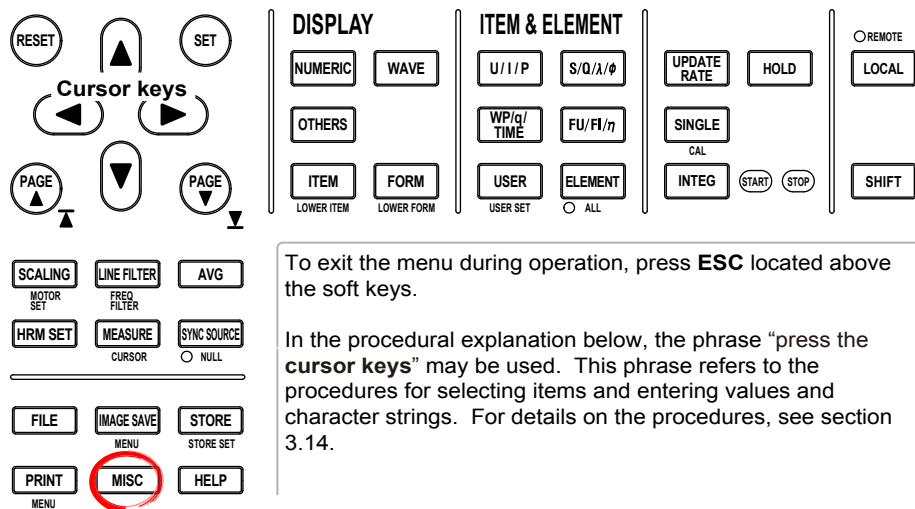 DISPLAY
ITEM & ELEMENT
RESET
SET
REMOTE
NUMERIC
WAVE
U/I/P
S/Q/λ/ϕ
UPDATE
RATE
HOLD
LOCAL
Cursor keys
OTHERS
WP/q/
TIME
FU/FI/η
SINGLE
CAL
PAGE
PAGE
ITEM
FORM
USER
ELEMENT
INTEG
START
STOP
SHIFT
LOWER ITEM
LOWER FORM
USER SET
ALL
SCALING
LINE FILTER
AVG
MOTOR
SET
FREQ
FILTER
HRM SET
MEASURE
SYNC SOURCE
CURSOR
NULL
FILE
IMAGE SAVE
STORE
MENU
STORE SET
PRINT
MISC
HELP
MENU
To exit the menu during operation, press ESC located above
the soft keys.
In the procedural explanation below, the phrase “press the
cursor keys” may be used. This phrase refers to the
procedures for selecting items and entering values and
character strings. For details on the procedures, see section
3.14.